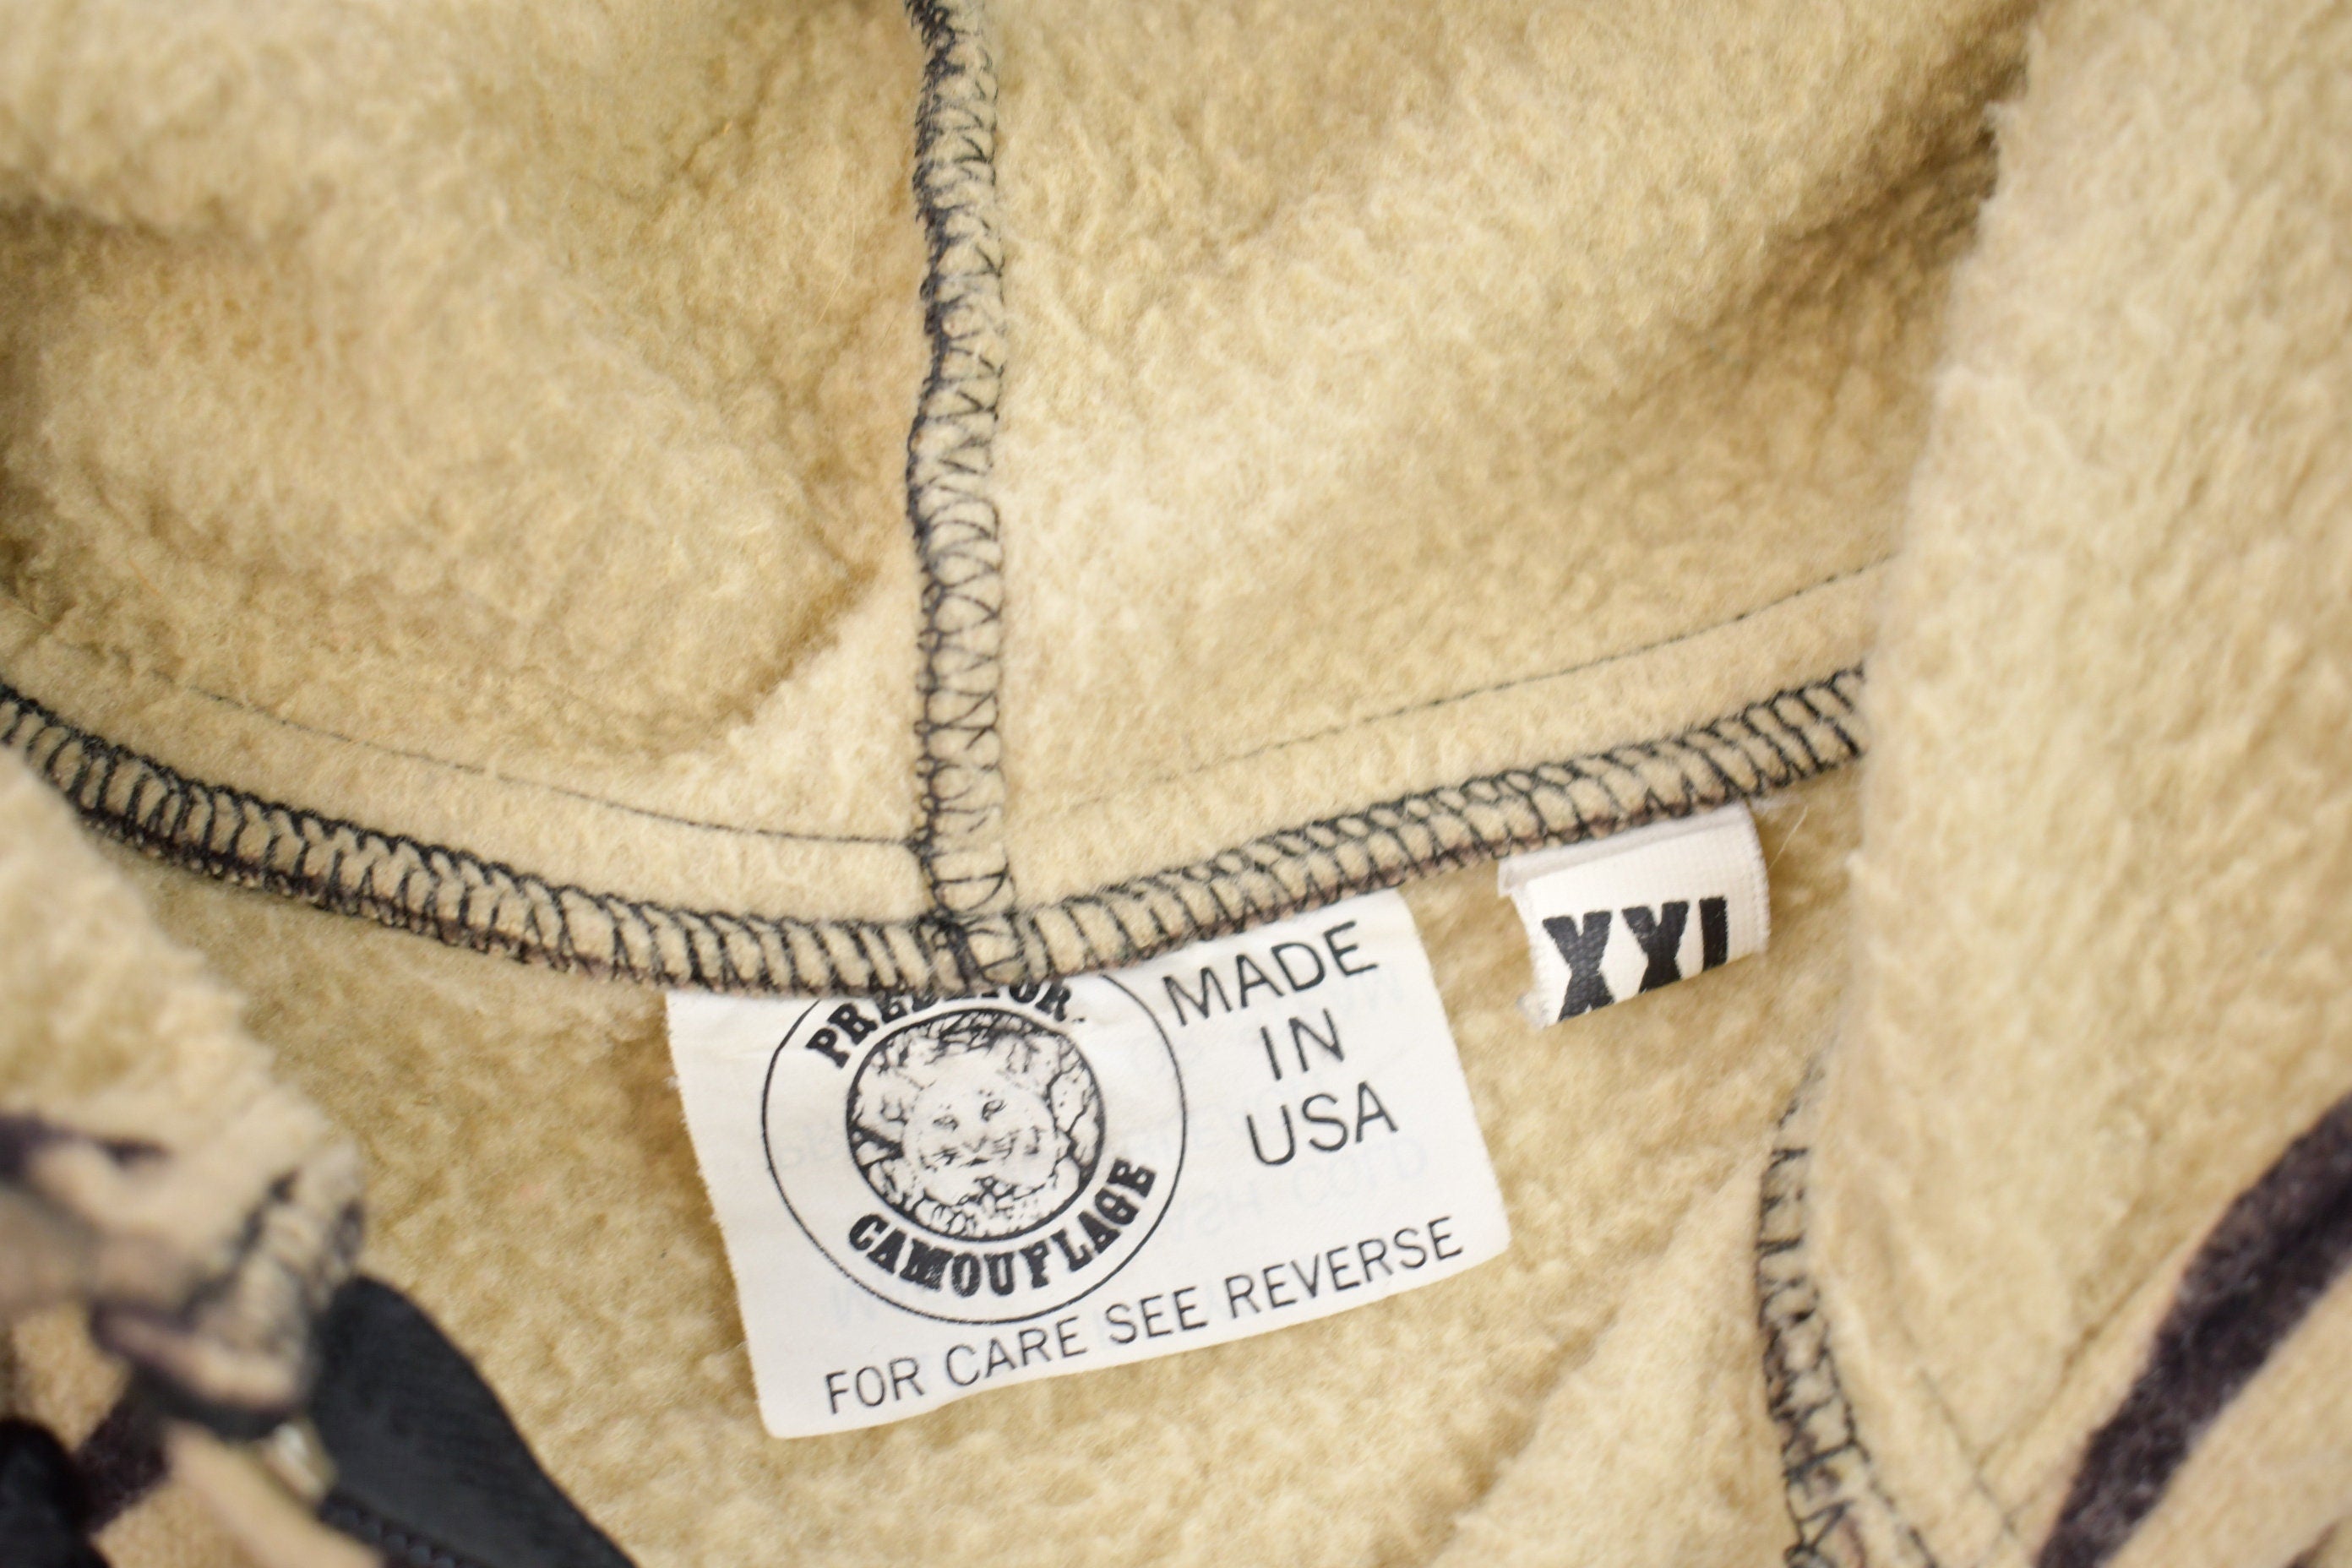 PREDATOR
CAMOUFLAGE
MADE
IN
USA
FOR CARE SEE REVERSE
XXL